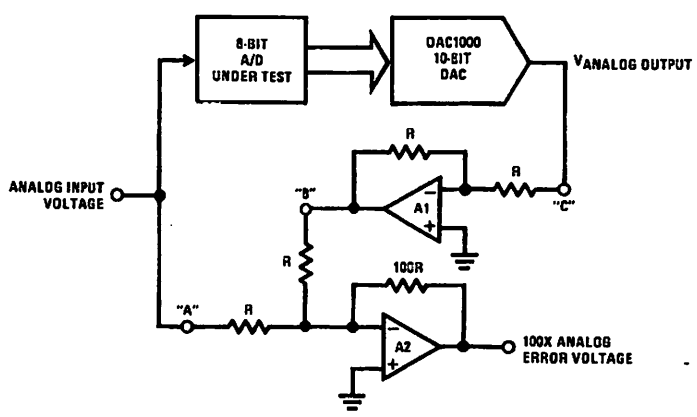 8-BIT
A/D
UNDER TEST
DAC1000
10-BIT
DAC
VANALOG OUTPUT
R
R
"C"
ANALOG INPUT
VOLTAGE
"B"
A1
−
+
R
100R
"A"
R
−
A2
+
100X ANALOG
ERROR VOLTAGE